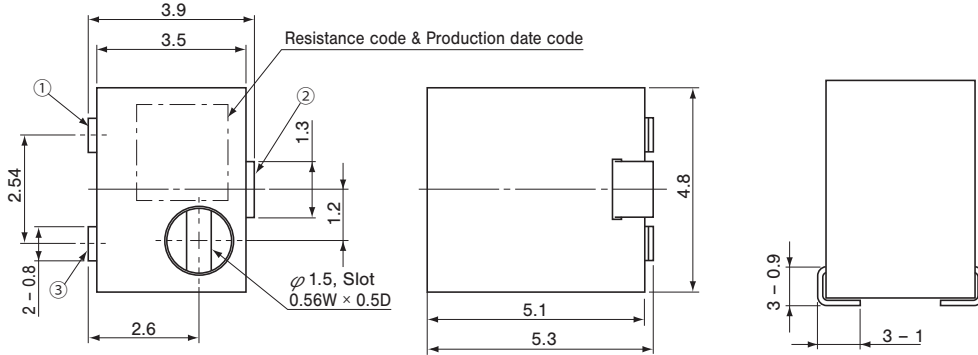 3.9
3.5
Resistance code & Production date code
①
②
1.3
2.54
1.2
4.8
2 – 0.8
③
φ 1.5, Slot
0.56W × 0.5D
2.6
5.1
5.3
3 – 0.9
3 – 1